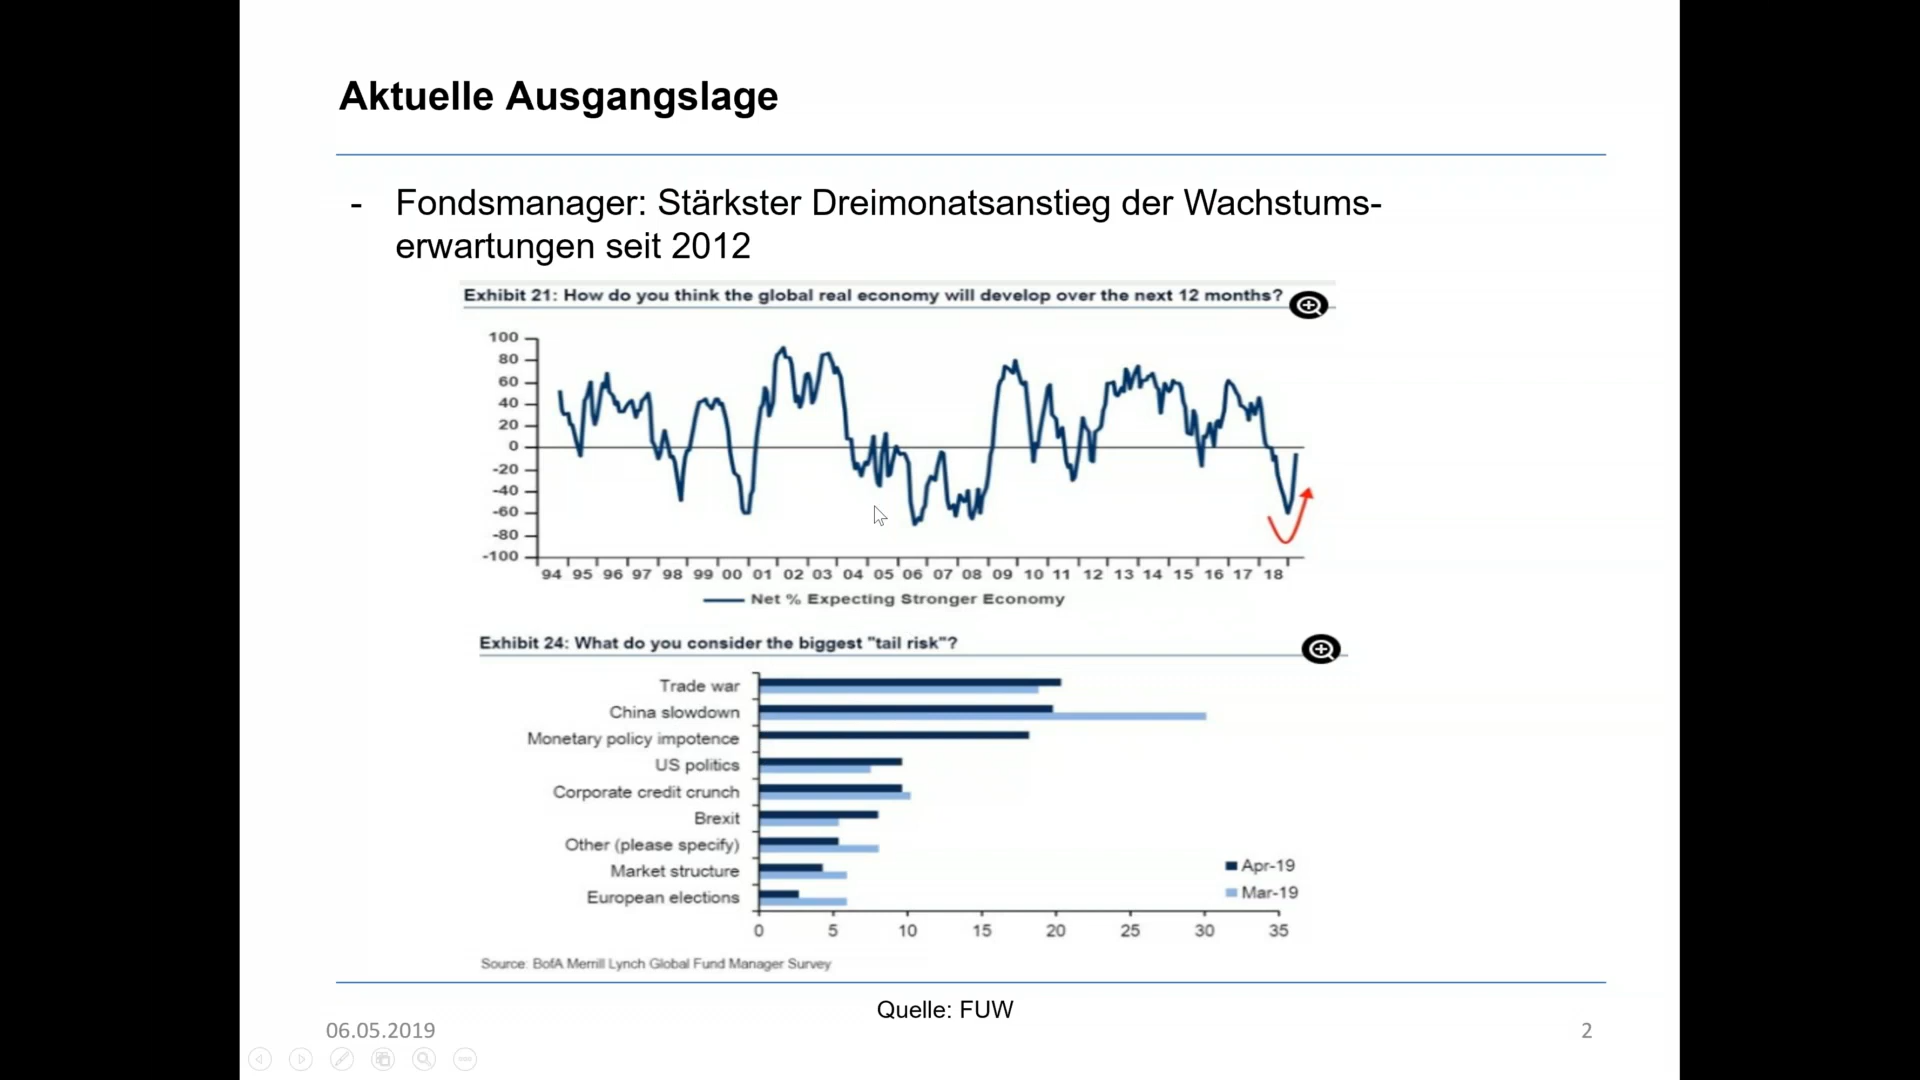 Aktuelle Ausgangslage
- Fondsmanager: Stärkster Dreimonatsanstieg der Wachstums-
erwartungen seit 2012
Exhibit 21: How do you think the global real economy will develop over the next 12 months?
100
80
60
40
20
0
-20
-40
-60
-80
-100
94 95 96 97 98 99 00 01 02 03 04 05 06 07 08 09 10 11 12 13 14 15 16 17 18
Net % Expecting Stronger Economy
Exhibit 24: What do you consider the biggest "tail risk"?
Trade war
China slowdown
Monetary policy impotence
US politics
Corporate credit crunch
Brexit
Other (please specify)
Market structure
European elections
Apr-19
Mar-19
0 5 10 15 20 25 30 35
Source: BofA Merrill Lynch Global Fund Manager Survey
Quelle: FUW
06.05.2019
2